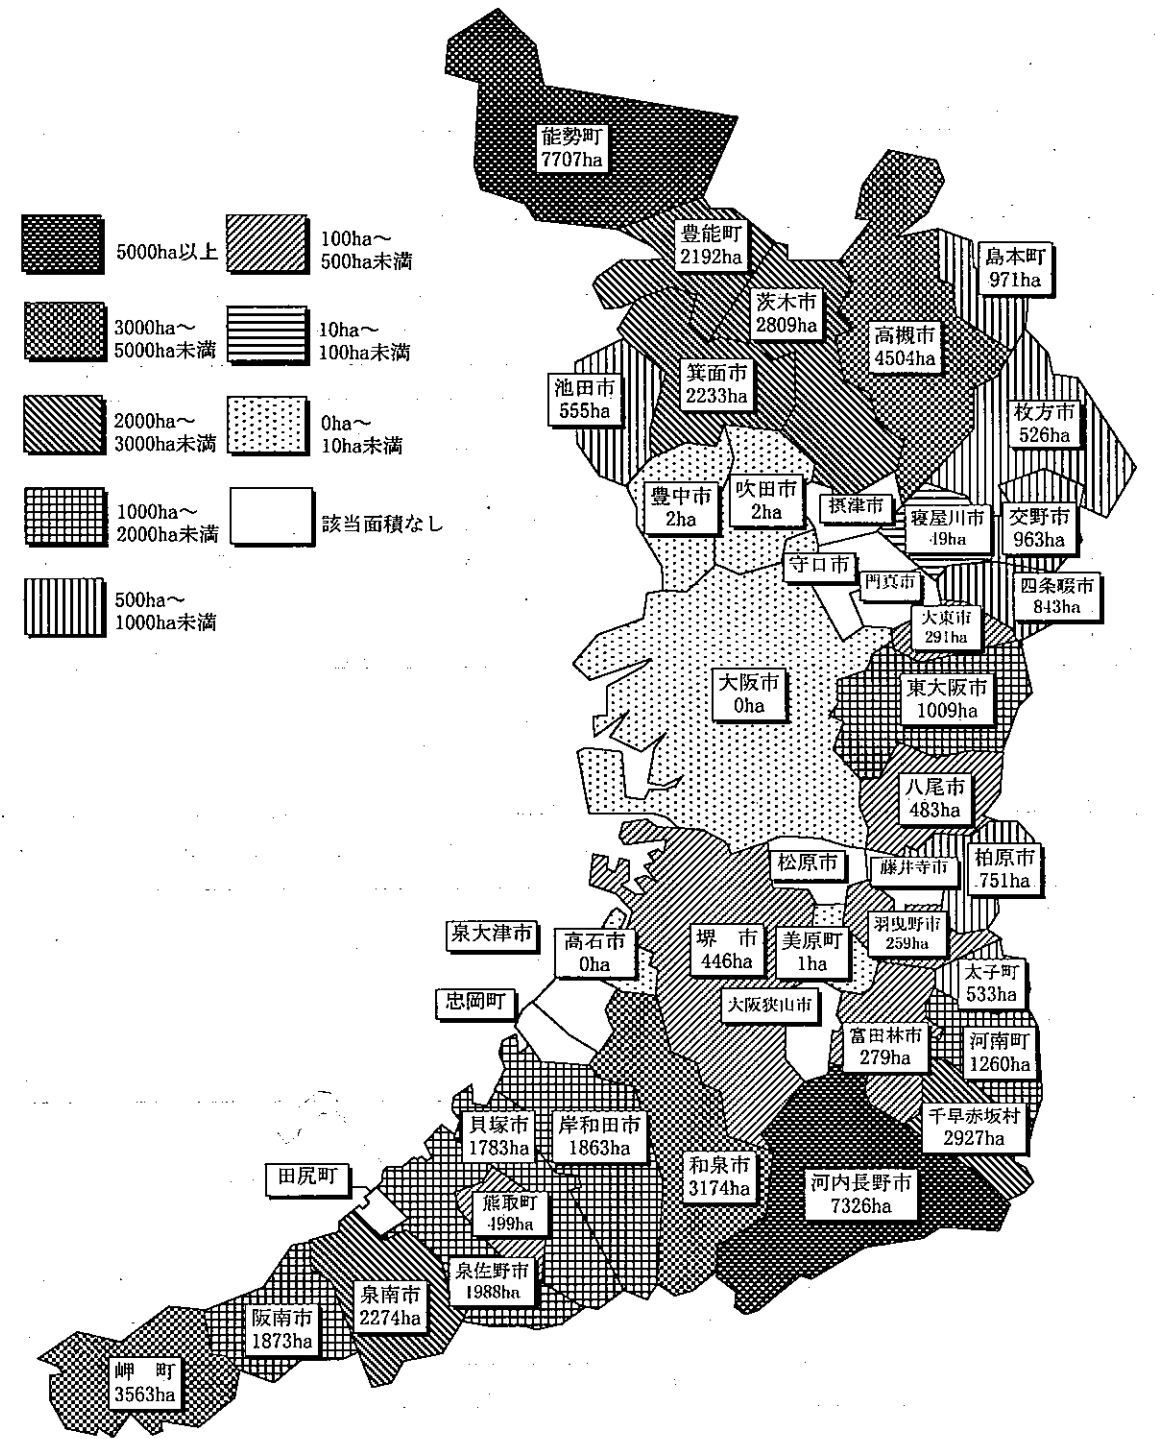 能勢町
7707ha
5000ha以上
3000ha～
5000ha未満
2000ha～
3000ha未満
1000ha～
2000ha未満
500ha～
1000ha未満
100ha～
500ha未満
10ha～
100ha未満
0ha～
10ha未満
該当面積なし
豊能町
2192ha
茨木市
2809ha
高槻市
4504ha
島本町
971ha
池田市
555ha
箕面市
2233ha
枚方市
526ha
豊中市
2ha
吹田市
2ha
摂津市
寝屋川市
49ha
交野市
963ha
守口市
門真市
四条畷市
843ha
大東市
291ha
大阪市
0ha
東大阪市
1009ha
八尾市
483ha
松原市
藤井寺市
柏原市
751ha
泉大津市
高石市
0ha
堺　市
446ha
美原町
1ha
羽曳野市
259ha
太子町
533ha
忠岡町
大阪狭山市
富田林市
279ha
河南町
1260ha
貝塚市
1783ha
岸和田市
1863ha
千早赤坂村
2927ha
和泉市
3174ha
河内長野市
7326ha
田尻町
熊取町
499ha
泉佐野市
1988ha
泉南市
2274ha
阪南市
1873ha
岬　町
3563ha